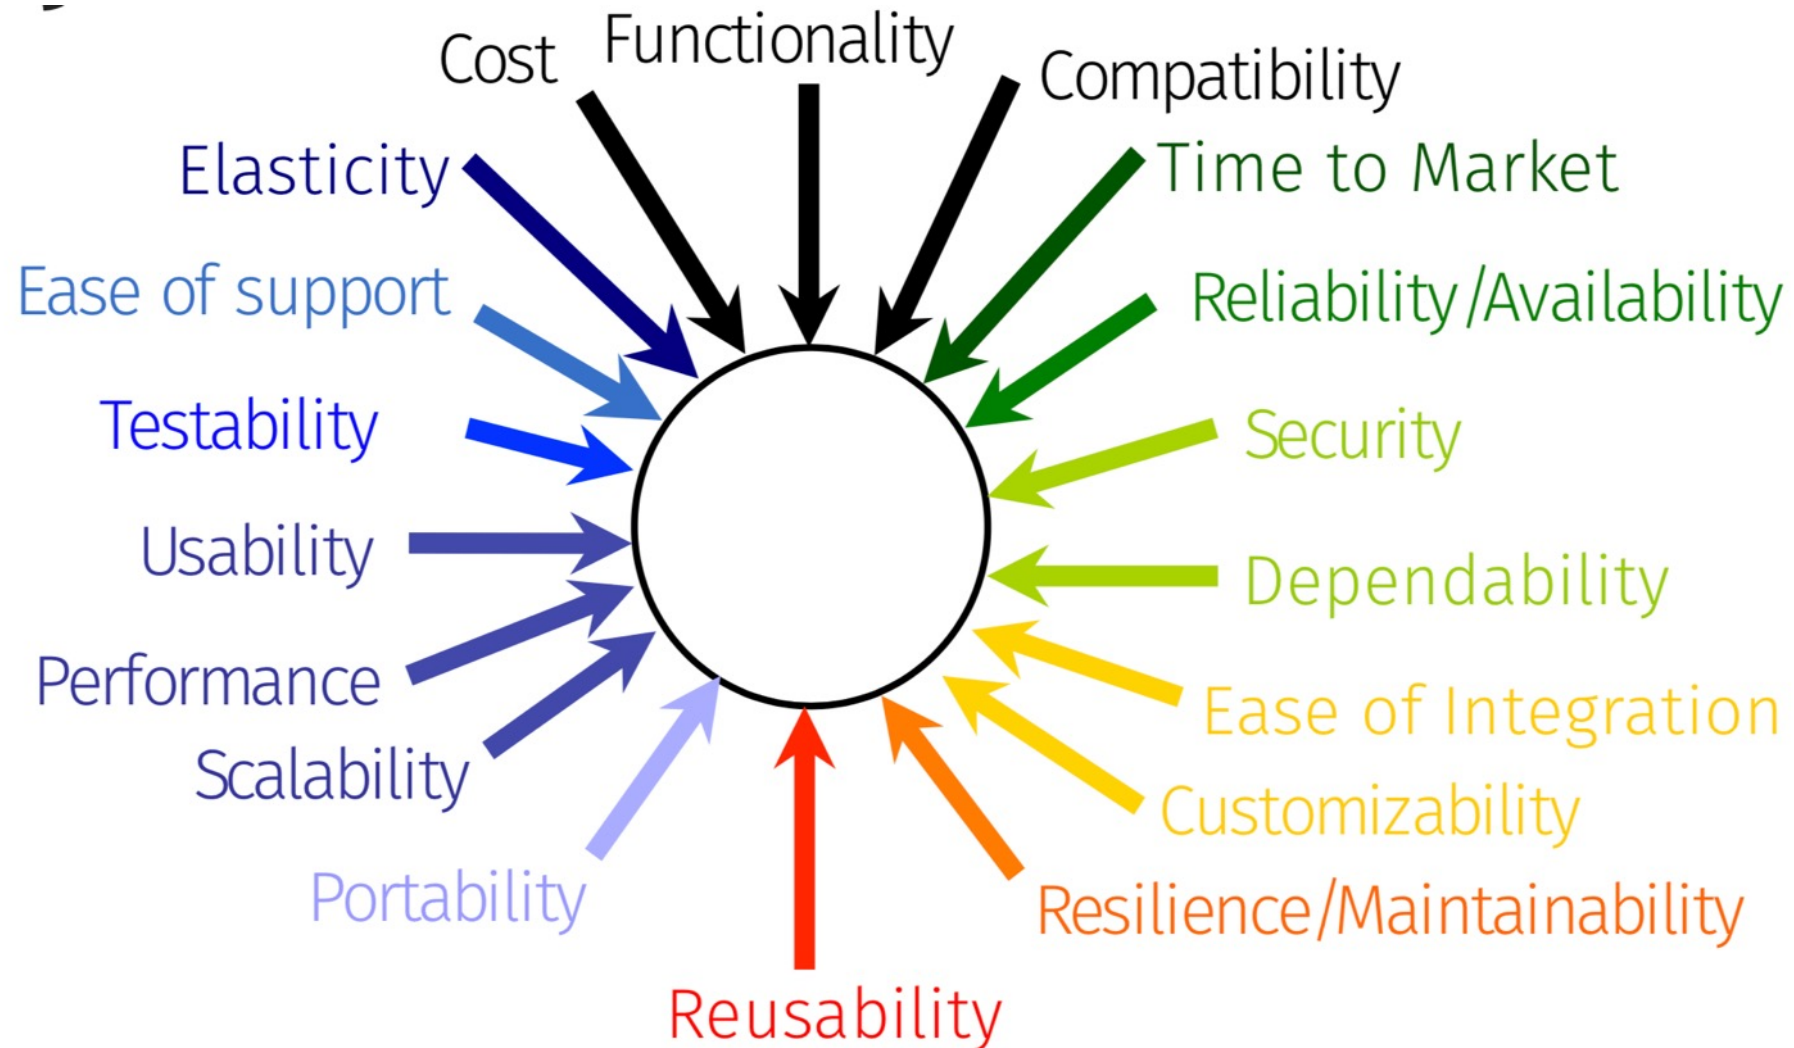 Functionality
Cost
Compatibility
Elasticity
Time to Market
Ease of support
Reliability/Availability
Testability
Security
Usability
Dependability
Performance
Ease of Integration
Scalability
Customizability
Portability
Resilience/Maintainability
Reusability